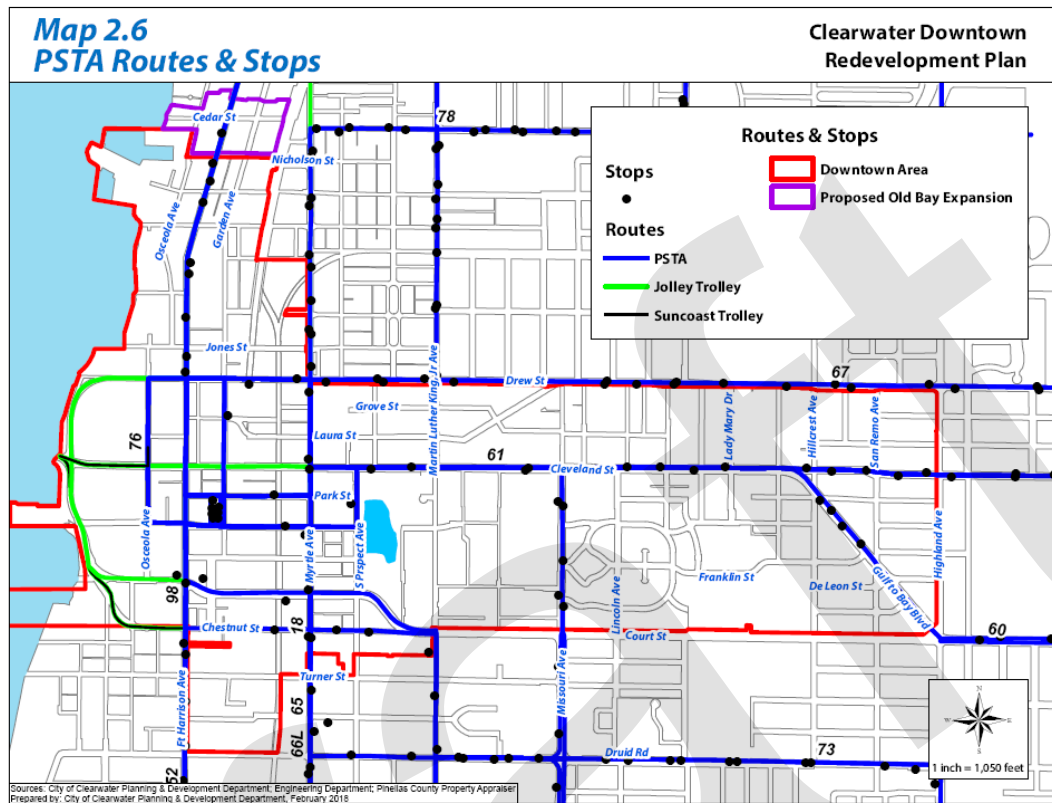 Map 2.6
PSTA Routes & Stops
Clearwater Downtown
Redevelopment Plan
Routes & Stops
Stops
Downtown Area
Proposed Old Bay Expansion
Routes
PSTA
Jolley Trolley
Suncoast Trolley
Cedar St
78
Nicholson St
Osceola Ave
Garden Ave
Jones St
Martin Luther King, Jr Ave
Drew St
67
Grove St
Laura St
76
61
Cleveland St
Lady Mary Dr
Hillcrest Ave
San Remo Ave
Park St
Osceola Ave
Myrtle Ave
S Prspect Ave
Highland Ave
Franklin St
De Leon St
Gulf to Bay Blvd
98
Lincoln Ave
Chestnut St
18
Court St
60
Ft Harrison Ave
Turner St
65
Missouri Ave
66L
Druid Rd
73
52
N
W
E
S
1 inch = 1,050 feet
Sources: City of Clearwater Planning & Development Department; Engineering Department; Pinellas County Property Appraiser
Prepared by: City of Clearwater Planning & Development Department, February 2018